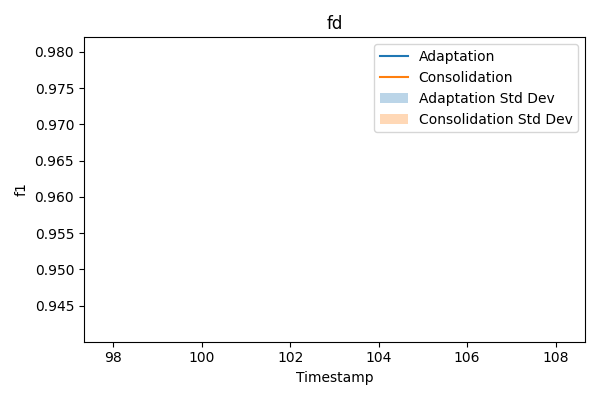 fd
Adaptation
Consolidation
Adaptation Std Dev
Consolidation Std Dev
f1
0.980
0.975
0.970
0.965
0.960
0.955
0.950
0.945
98 100 102 104 106 108
Timestamp